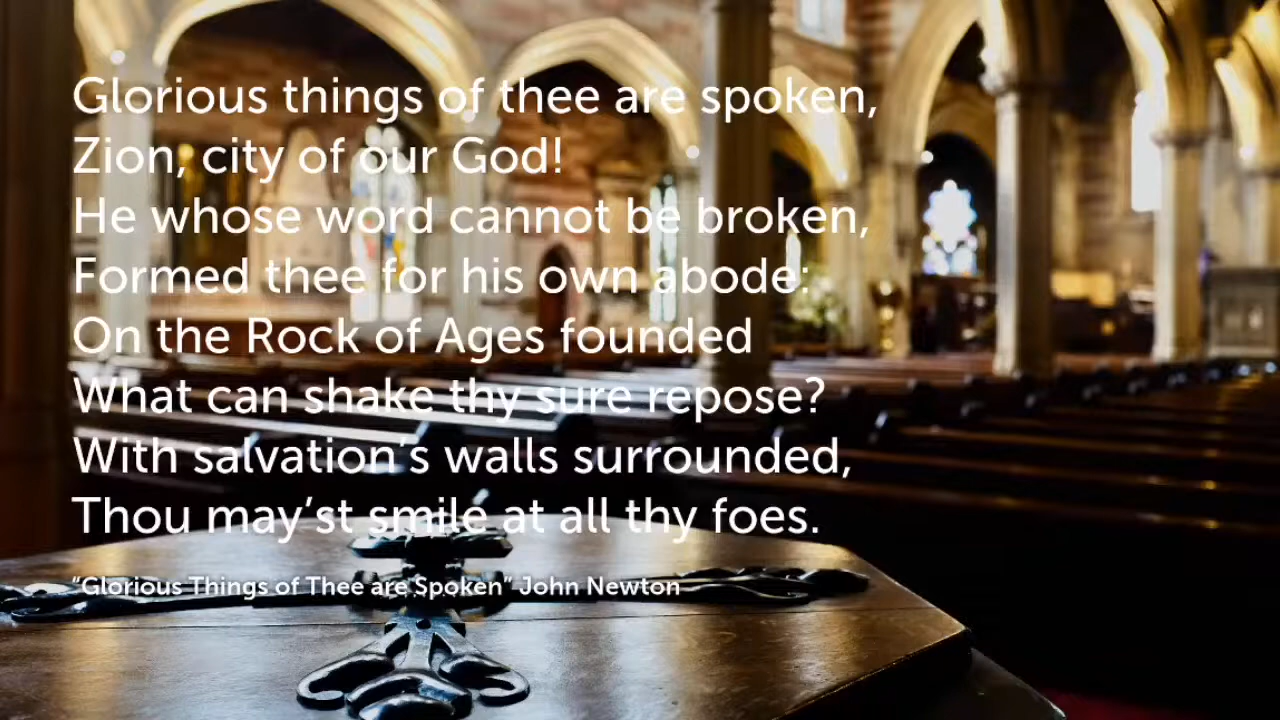 Glorious things of thee are spoken,
Zion, city of our God!
He whose word cannot be broken,
Formed thee for his own abode:
On the Rock of Ages founded
What can shake thy sure repose?
With salvation’s walls surrounded,
Thou may’st smile at all thy foes.
“Glorious Things of Thee are Spoken” John Newton